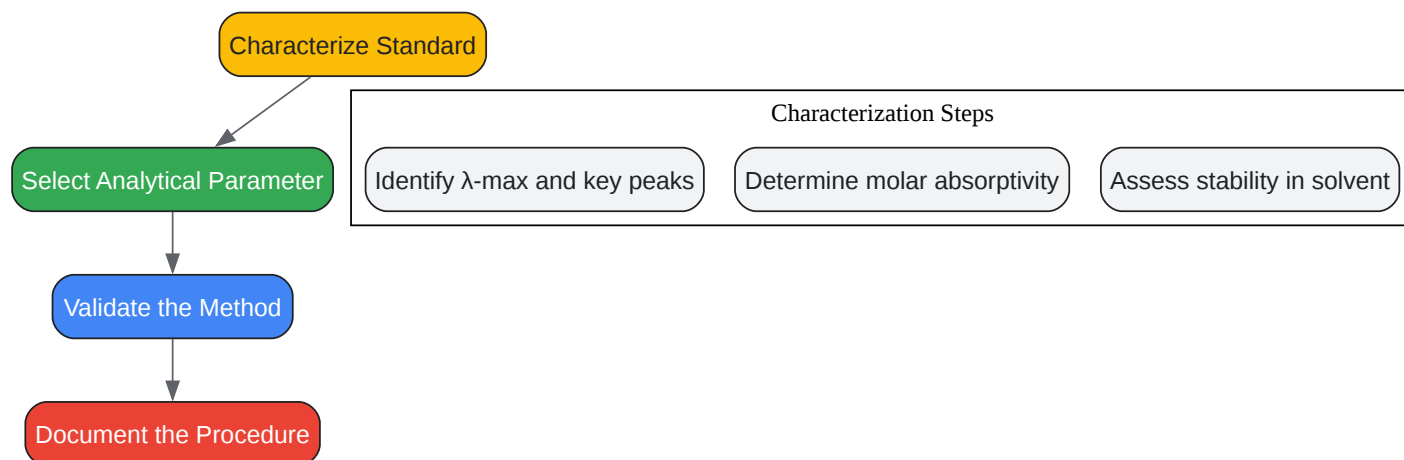 Characterize Standard
Characterization Steps
Select Analytical Parameter
Identify λ-max and key peaks
Determine molar absorptivity
Assess stability in solvent
Validate the Method
Document the Procedure